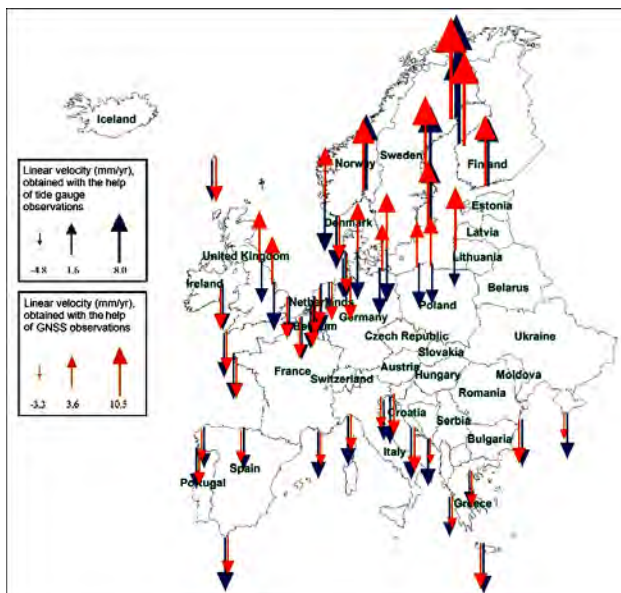 Iceland
Norway
Sweden
Finland
Estonia
Latvia
Lithuania
Denmark
United Kingdom
Ireland
Netherlands
Belgium
Germany
Poland
Belarus
Ukraine
Czech Republic
Slovakia
Austria
Hungary
Moldova
Romania
France
Switzerland
Croatia
Serbia
Bulgaria
Italy
Spain
Portugal
Greece
Linear velocity (mm/yr),
obtained with the help
of tide gauge
observations
-4.8 1.6 8.0
Linear velocity (mm/yr),
obtained with the help
of GNSS observations
-3.3 3.6 10.5